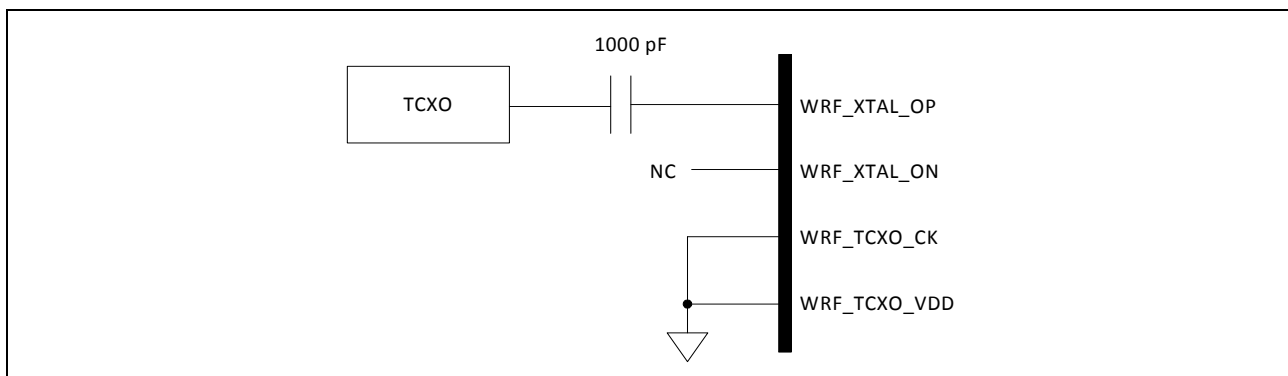 1000 pF
TCXO
WRF_XTAL_OP
NC
WRF_XTAL_ON
WRF_TCXO_CK
WRF_TCXO_VDD